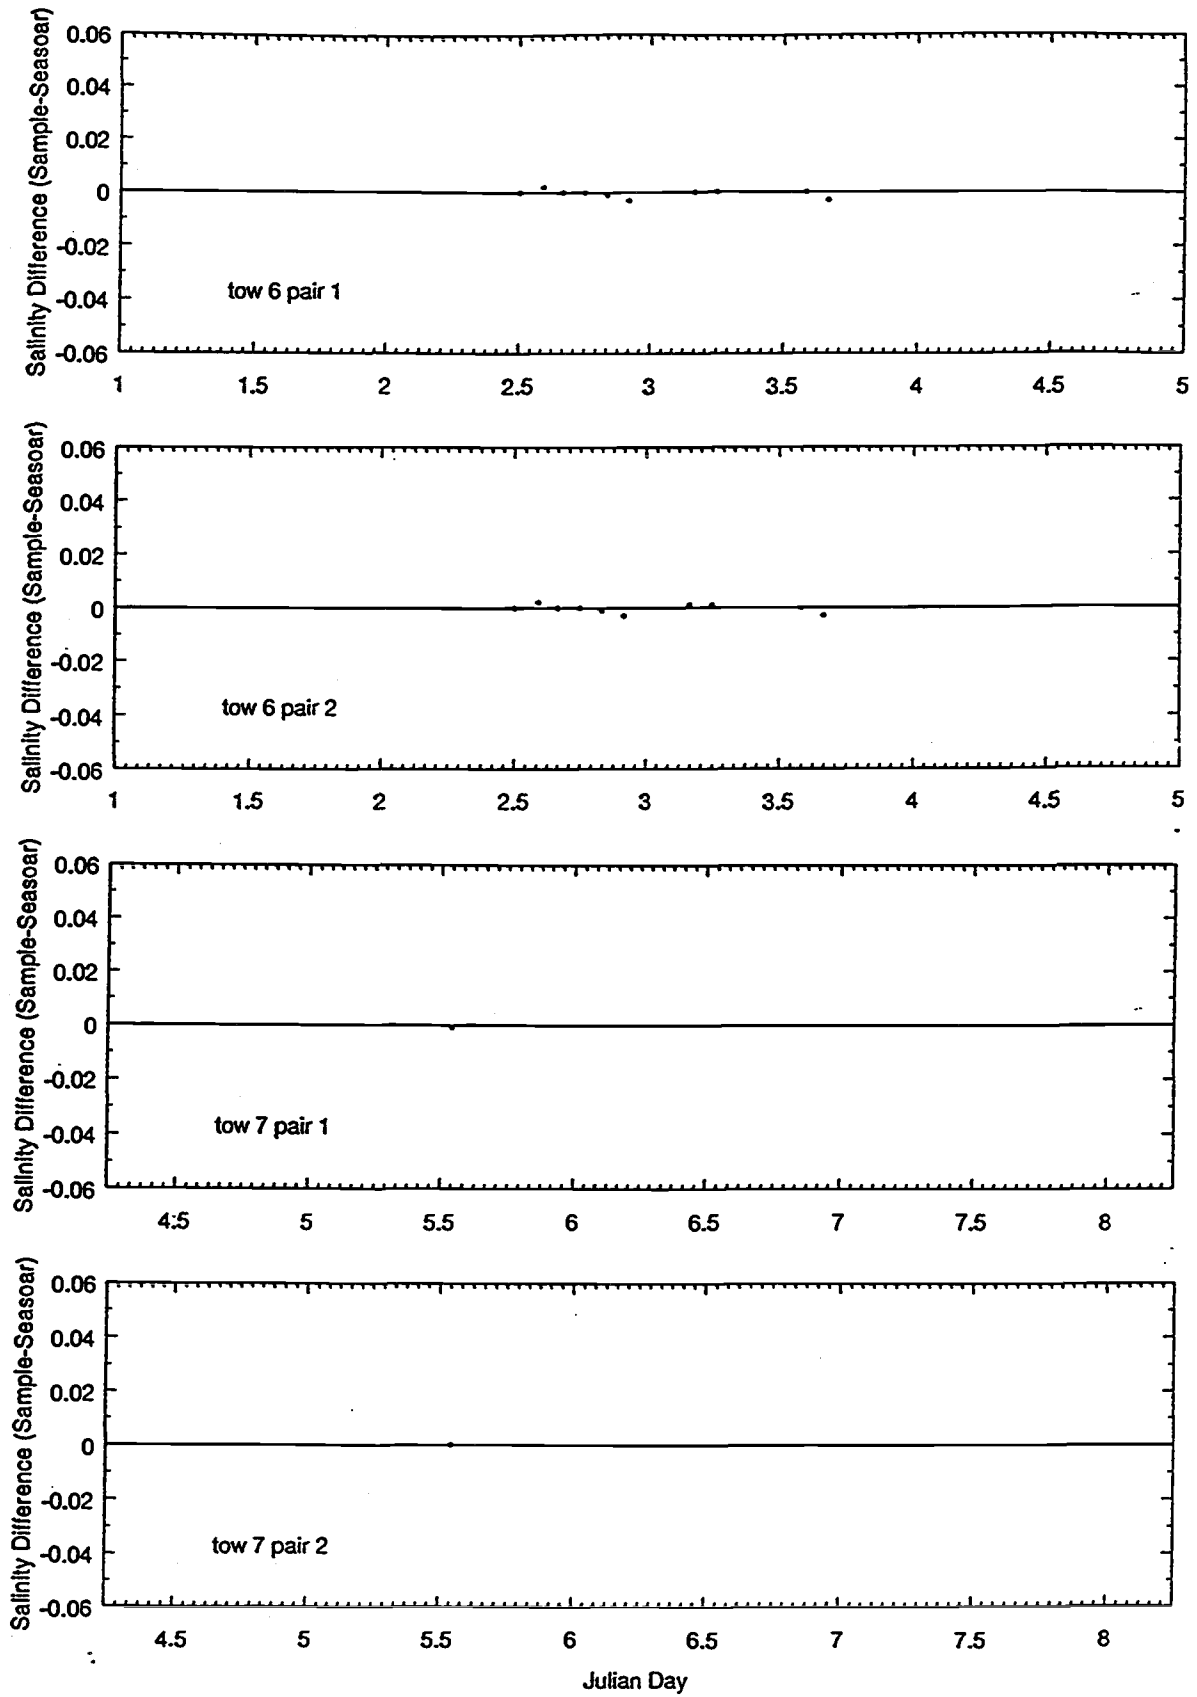 Salinity Difference (Sample-Seasoar)
0.06
0.04
0.02
0
-0.02
-0.04
-0.06
tow 6 pair 1
1 1.5 2 2.5 3 3.5 4 4.5 5
Salinity Difference (Sample-Seasoar)
0.06
0.04
0.02
0
-0.02
-0.04
-0.06
tow 6 pair 2
1 1.5 2 2.5 3 3.5 4 4.5 5
Salinity Difference (Sample-Seasoar)
0.06
0.04
0.02
0
-0.02
-0.04
-0.06
tow 7 pair 1
4.5 5 5.5 6 6.5 7 7.5 8
Salinity Difference (Sample-Seasoar)
0.06
0.04
0.02
0
-0.02
-0.04
-0.06
tow 7 pair 2
4.5 5 5.5 6 6.5 7 7.5 8
Julian Day